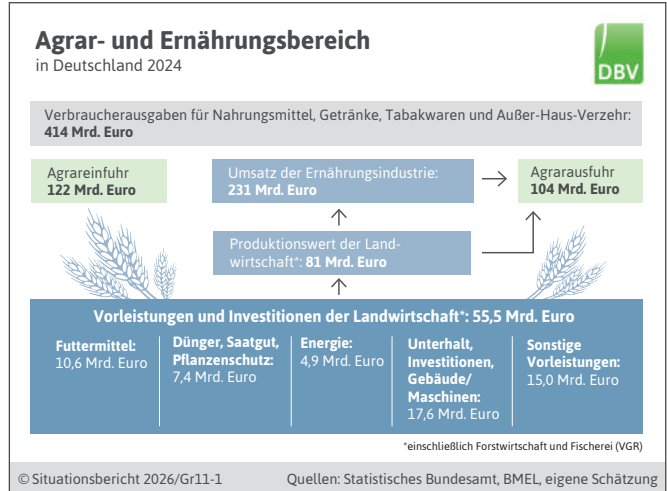 Agrar- und Ernährungsbereich
in Deutschland 2024
DBV
Verbraucherausgaben für Nahrungsmittel, Getränke, Tabakwaren und Außer-Haus-Verzehr:
414 Mrd. Euro
Agrareinfuhr
122 Mrd. Euro
Umsatz der Ernährungsindustrie:
231 Mrd. Euro
Agrarausfuhr
104 Mrd. Euro
Produktionswert der Land-
wirtschaft*: 81 Mrd. Euro
Vorleistungen und Investitionen der Landwirtschaft*: 55,5 Mrd. Euro
Futtermittel:
10,6 Mrd. Euro
Dünger, Saatgut,
Pflanzenschutz:
7,4 Mrd. Euro
Energie:
4,9 Mrd. Euro
Unterhalt,
Investitionen,
Gebäude/
Maschinen:
17,6 Mrd. Euro
Sonstige
Vorleistungen:
15,0 Mrd. Euro
*einschließlich Forstwirtschaft und Fischerei (VGR)
© Situationsbericht 2026/Gr11-1
Quellen: Statistisches Bundesamt, BMEL, eigene Schätzung